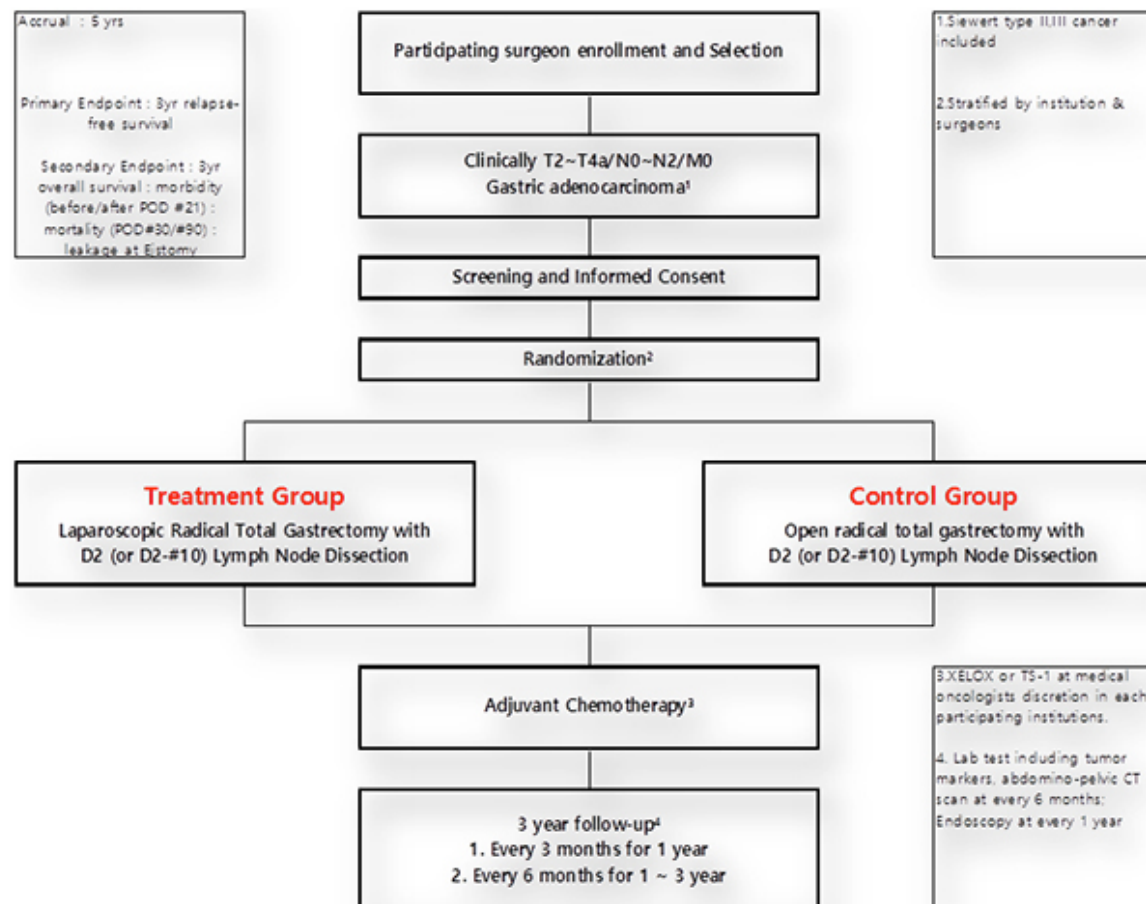 Accrual : 5 yrs
Primary Endpoint : 3yr relapse-
free survival
Secondary Endpoint : 3yr
overall survival : morbidity
(before/after POD #21) :
mortality (POD#30/#90) :
leakage at EJstomy
Participating surgeon enrollment and Selection
1.Siewert type II,III cancer
included
2.Stratified by institution &
surgeons
Clinically T2~T4a/N0~N2/M0
Gastric adenocarcinoma¹
Screening and Informed Consent
Randomization²
Treatment Group
Laparoscopic Radical Total Gastrectomy with
D2 (or D2-#10) Lymph Node Dissection
Control Group
Open radical total gastrectomy with
D2 (or D2-#10) Lymph Node Dissection
Adjuvant Chemotherapy³
3.XELOX or TS-1 at medical
oncologists discretion in each
participating institutions.
4. Lab test including tumor
markers, abdomino-pelvic CT
scan at every 6 months;
Endoscopy at every 1 year
3 year follow-up⁴
1. Every 3 months for 1 year
2. Every 6 months for 1 ~ 3 year